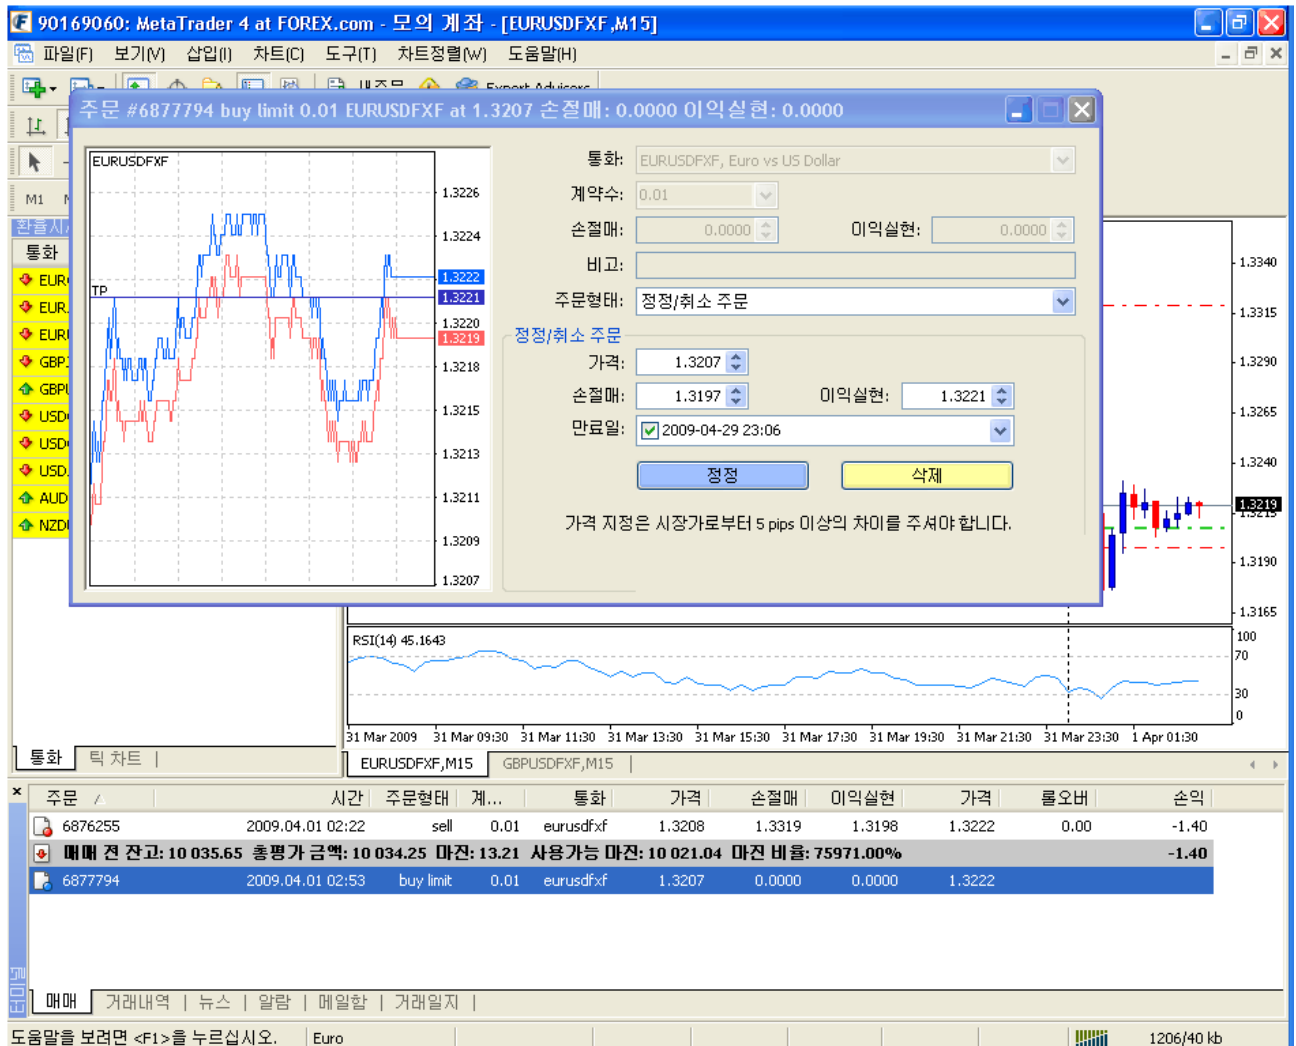 90169060: MetaTrader 4 at FOREX.com - 모의 계좌 - [EURUSDFXF,M15]
파일(F) 보기(V) 삽입(I) 차트(C) 도구(T) 차트정렬(W) 도움말(H)
주문 #6877794 buy limit 0.01 EURUSDFXF at 1.3207 손절매: 0.0000 이익실현: 0.0000
EURUSDFXF
1.3226
1.3224
1.3222
TP
1.3221
1.3220
1.3219
1.3218
1.3215
1.3213
1.3211
1.3209
1.3207
통화: EURUSDFXF, Euro vs US Dollar
계약수: 0.01
손절매: 0.0000 이익실현: 0.0000
비고:
주문형태: 정정/취소 주문
정정/취소 주문
가격: 1.3207
손절매: 1.3197 이익실현: 1.3221
만료일: 2009-04-29 23:06
정정 삭제
가격 지정은 시장가로부터 5 pips 이상의 차이를 주셔야 합니다.
M1
통화
EUR
EUR
EUR
GBP
GBP
USD
USD
USD
AUD
NZD
1.3340
1.3315
1.3290
1.3265
1.3240
1.3219
1.3215
1.3190
1.3165
RSI(14) 45.1643
100
70
30
0
31 Mar 2009 31 Mar 09:30 31 Mar 11:30 31 Mar 13:30 31 Mar 15:30 31 Mar 17:30 31 Mar 19:30 31 Mar 21:30 31 Mar 23:30 1 Apr 01:30
통화 틱 차트
EURUSDFXF,M15 GBPUSDFXF,M15
주문 시간 주문형태 계... 통화 가격 손절매 이익실현 가격 롤오버 손익
6876255 2009.04.01 02:22 sell 0.01 eurusdfxf 1.3208 1.3319 1.3198 1.3222 0.00 -1.40
매매 전 잔고: 10 035.65 총평가 금액: 10 034.25 마진: 13.21 사용가능 마진: 10 021.04 마진 비율: 75971.00% -1.40
6877794 2009.04.01 02:53 buy limit 0.01 eurusdfxf 1.3207 0.0000 0.0000 1.3222
터미널
매매 거래내역 뉴스 알람 메일함 거래일지
도움말을 보려면 <F1>을 누르십시오. Euro 1206/40 kb